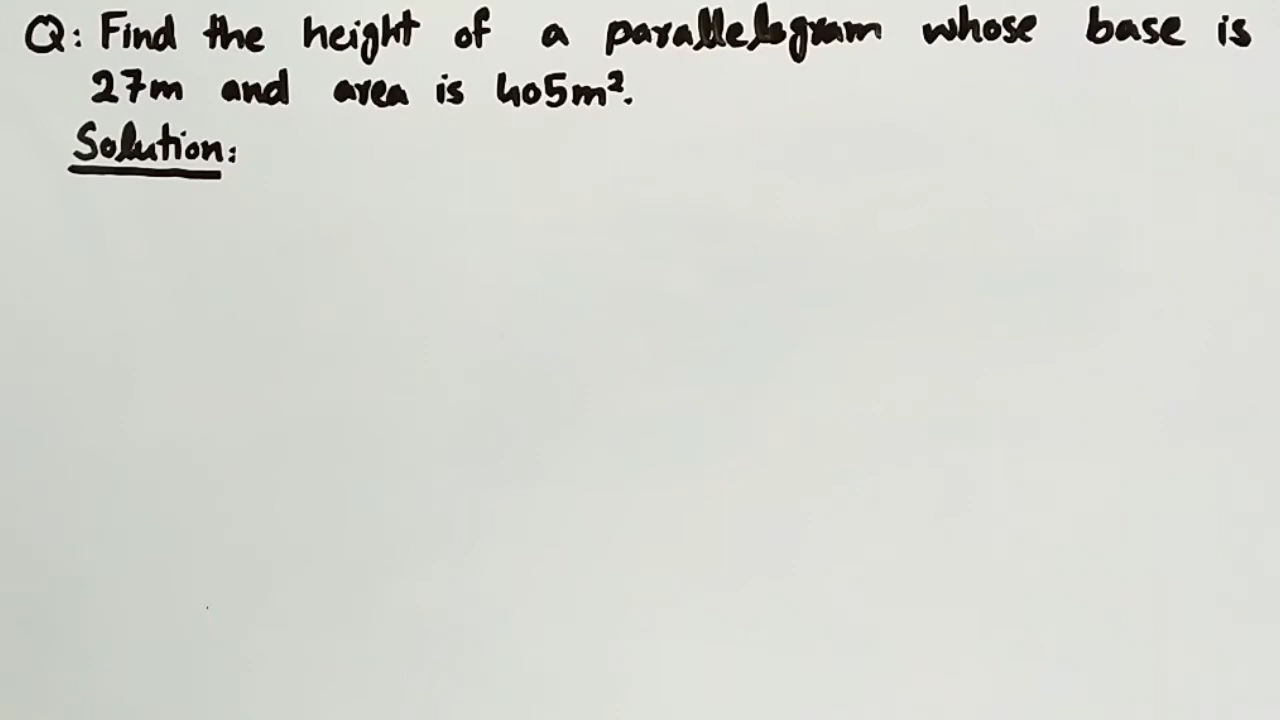 Q: Find the height of a parallelogram whose base is
27m and area is 405m².
Solution: